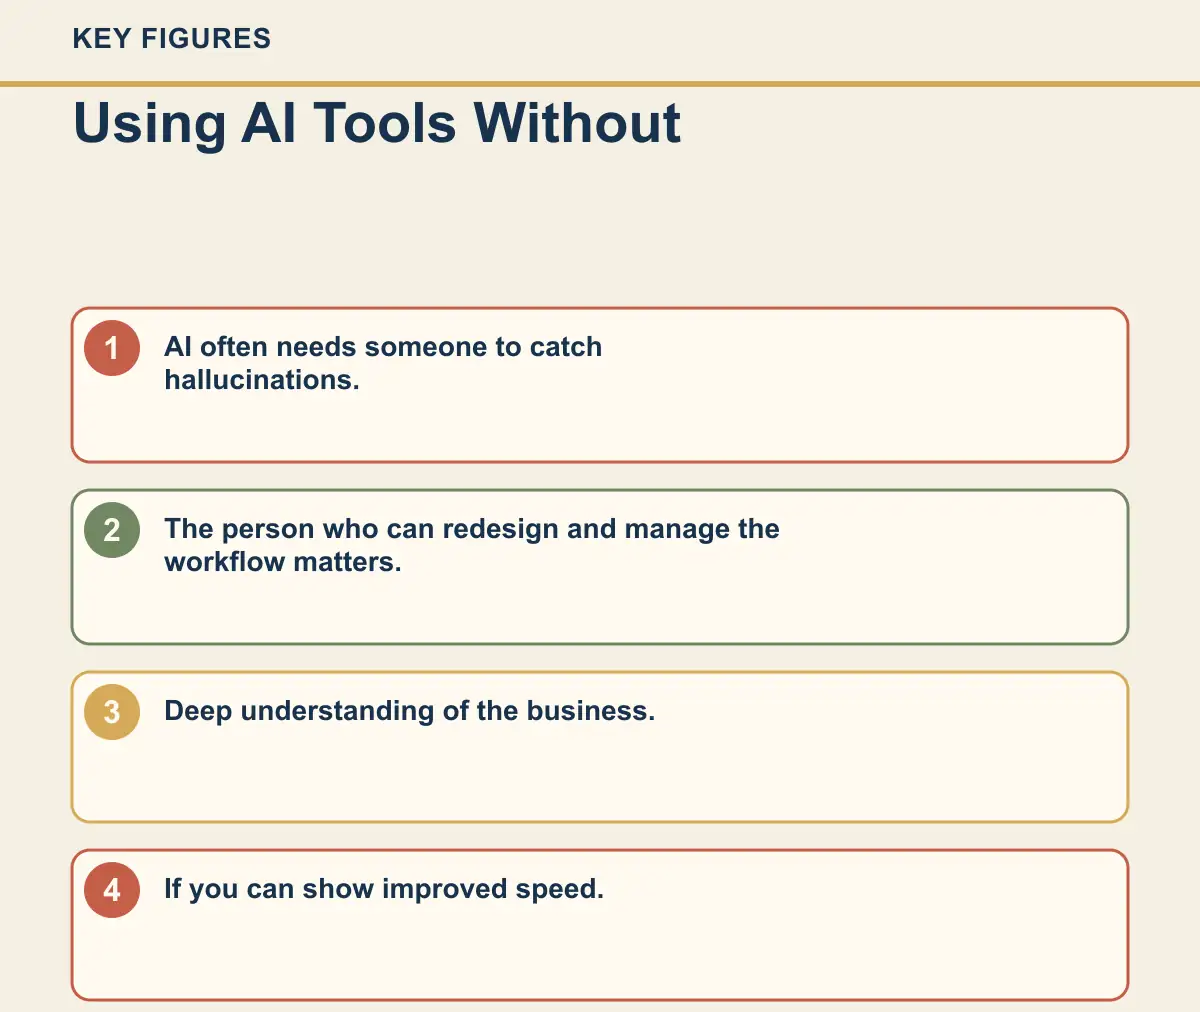 KEY FIGURES
Using AI Tools Without
1
AI often needs someone to catch
hallucinations.
2
The person who can redesign and manage the
workflow matters.
3
Deep understanding of the business.
4
If you can show improved speed.